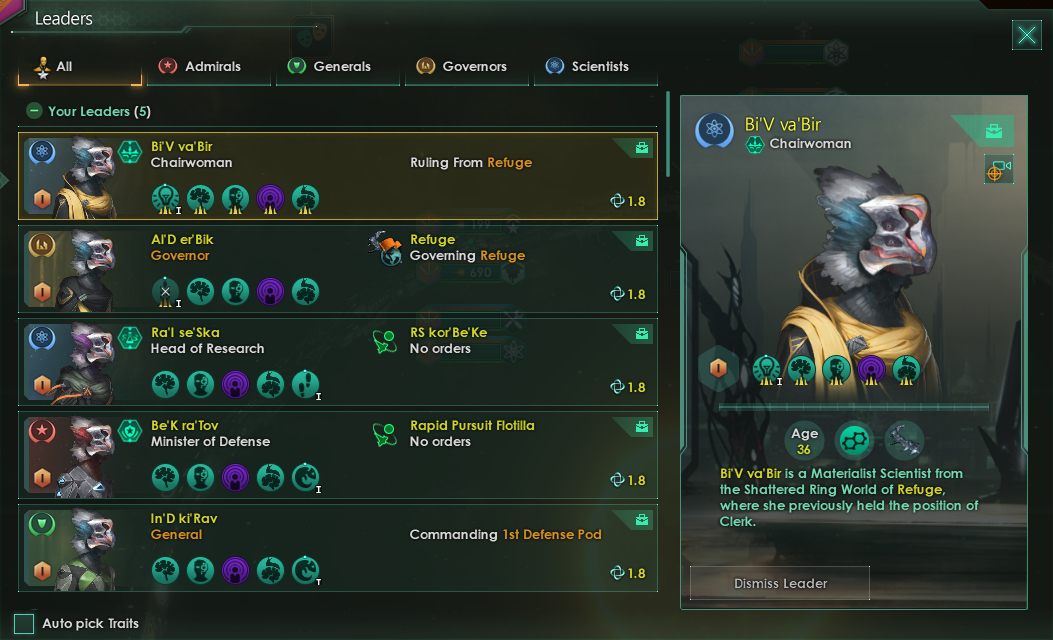 Leaders
All
Admirals
Generals
Governors
Scientists
Your Leaders (5)
Bi'V va'Bir
Chairwoman
Ruling From Refuge
I
1.8
Al'D er'Bik
Governor
Refuge
Governing Refuge
I
1.8
Ra'I se'Ska
Head of Research
RS kor'Be'Ke
No orders
I
1.8
Be'K ra'Tov
Minister of Defense
Rapid Pursuit Flotilla
No orders
I
1.8
In'D ki'Rav
General
Commanding 1st Defense Pod
1.8
Auto pick Traits
Bi'V va'Bir
Chairwoman
I
Age
36
Bi'V va'Bir is a Materialist Scientist from
the Shattered Ring World of Refuge,
where she previously held the position of
Clerk.
Dismiss Leader